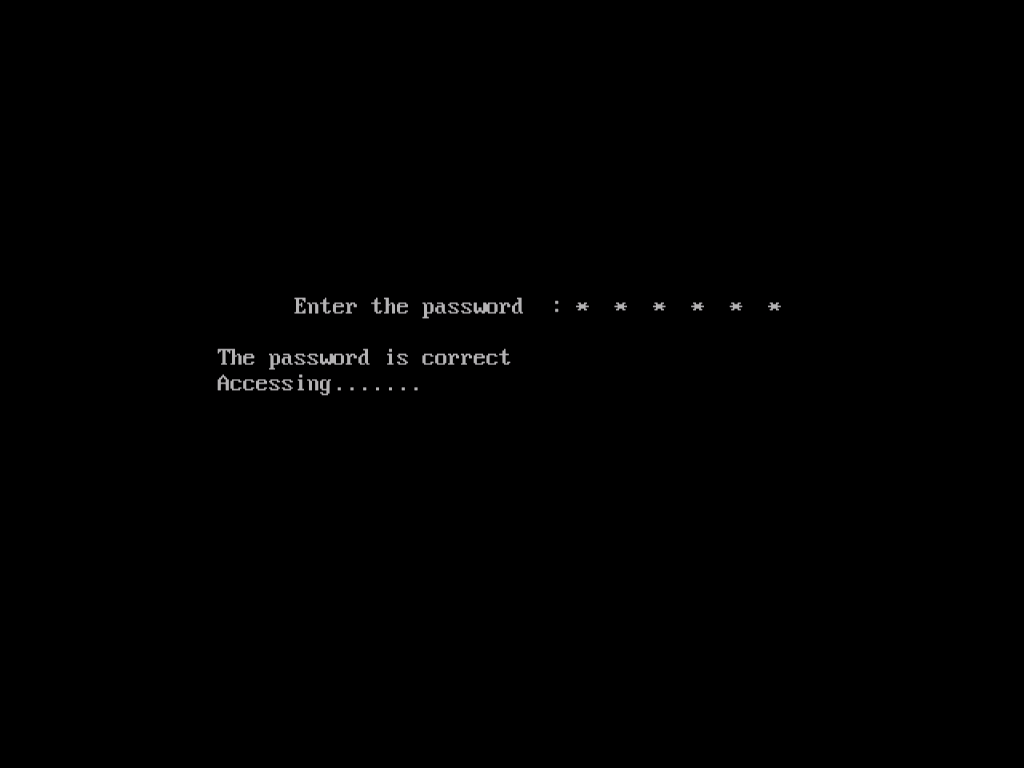 Enter the password  : *  *  *  *  *  *
The password is correct
Accessing.......